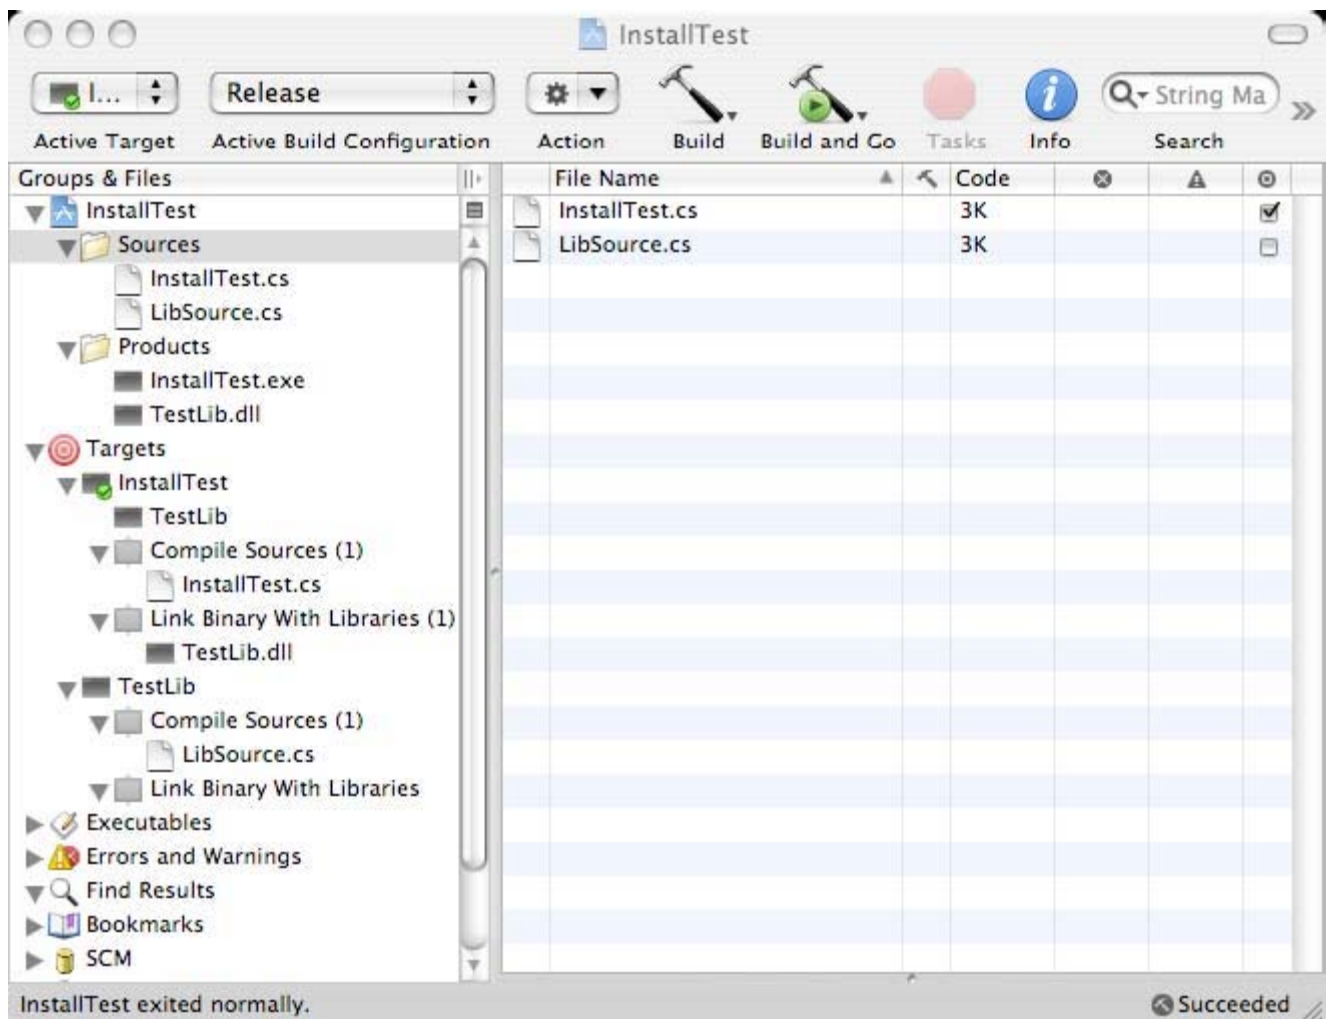 InstallTest
I... Release String Ma
Active Target Active Build Configuration Action Build Build and Go Tasks Info Search
Groups & Files
InstallTest
Sources
InstallTest.cs
LibSource.cs
Products
InstallTest.exe
TestLib.dll
Targets
InstallTest
TestLib
Compile Sources (1)
InstallTest.cs
Link Binary With Libraries (1)
TestLib.dll
TestLib
Compile Sources (1)
LibSource.cs
Link Binary With Libraries
Executables
Errors and Warnings
Find Results
Bookmarks
SCM
File Name Code
InstallTest.cs 3K
LibSource.cs 3K
InstallTest exited normally. Succeeded